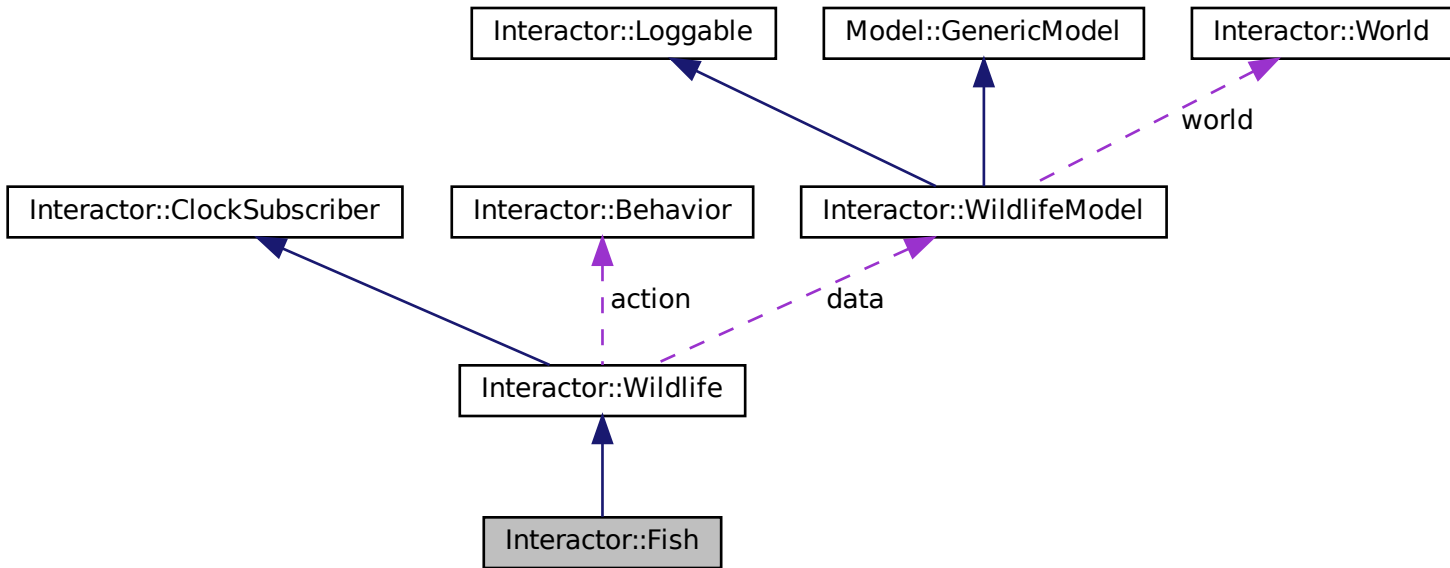 Interactor::Loggable
Model::GenericModel
Interactor::World
world
Interactor::ClockSubscriber
Interactor::Behavior
Interactor::WildlifeModel
action
data
Interactor::Wildlife
Interactor::Fish